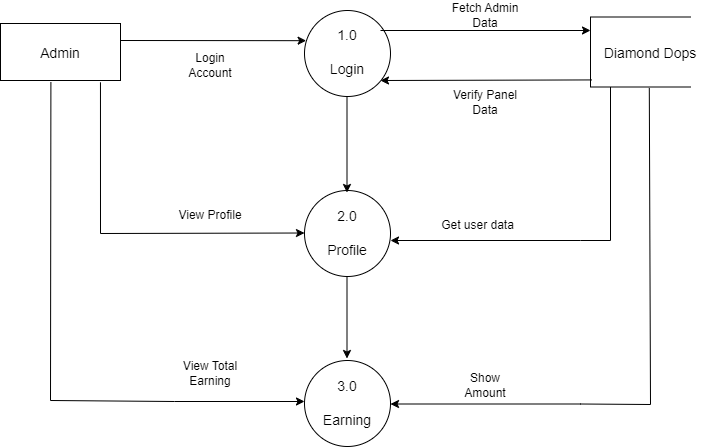 Fetch Admin
Data
1.0
Login
Admin
Login
Account
Diamond Dops
Verify Panel
Data
View Profile
2.0
Profile
Get user data
View Total
Earning
3.0
Earning
Show
Amount